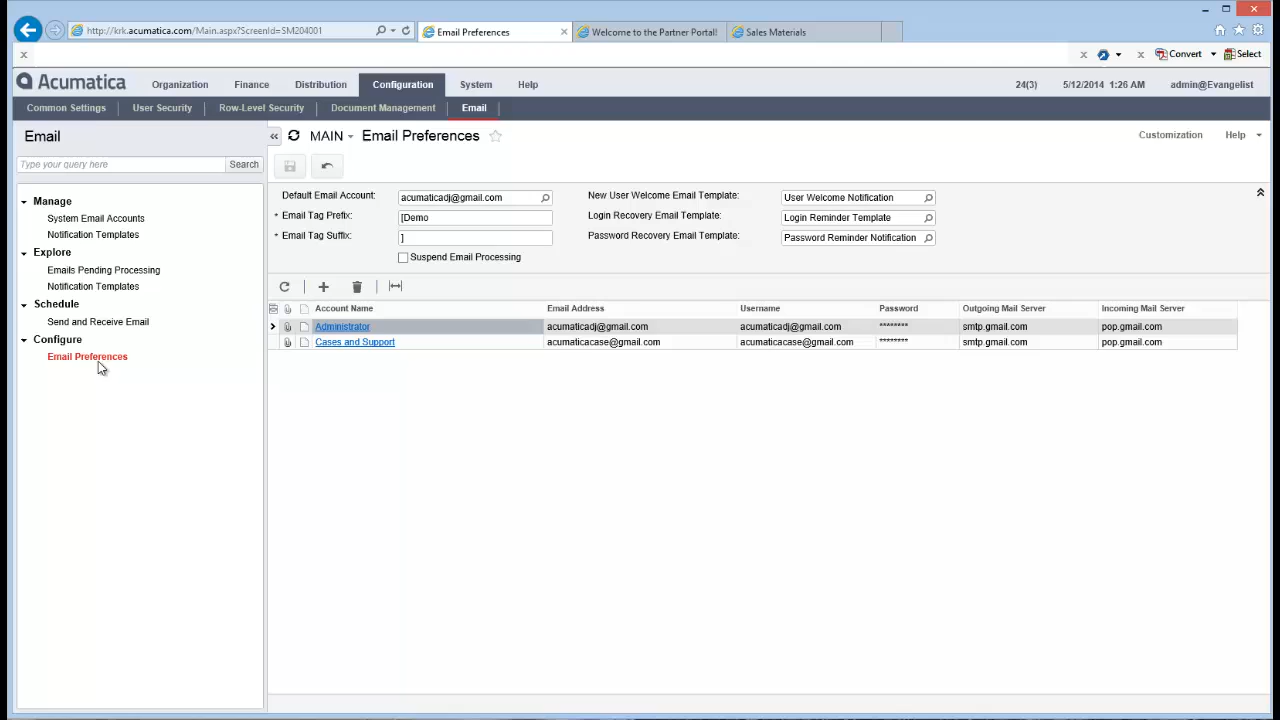 http://krk.acumatica.com/Main.aspx?ScreenId=SM204001
Email Preferences
Welcome to the Partner Portal!
Sales Materials
Convert
Select
Acumatica
Organization
Finance
Distribution
Configuration
System
Help
24(3)
5/12/2014 1:26 AM
admin@Evangelist
Common Settings
User Security
Row-Level Security
Document Management
Email
Email
MAIN
Email Preferences
Customization
Help
Type your query here
Search
Manage
System Email Accounts
Notification Templates
Explore
Emails Pending Processing
Notification Templates
Schedule
Send and Receive Email
Configure
Email Preferences
Default Email Account:
acumaticadj@gmail.com
New User Welcome Email Template:
User Welcome Notification
* Email Tag Prefix:
[Demo
Login Recovery Email Template:
Login Reminder Template
* Email Tag Suffix:
]
Password Recovery Email Template:
Password Reminder Notification
Suspend Email Processing
Account Name Email Address Username Password Outgoing Mail Server Incoming Mail Server
Administrator acumaticadj@gmail.com acumaticadj@gmail.com ******** smtp.gmail.com pop.gmail.com
Cases and Support acumaticacase@gmail.com acumaticacase@gmail.com ******** smtp.gmail.com pop.gmail.com